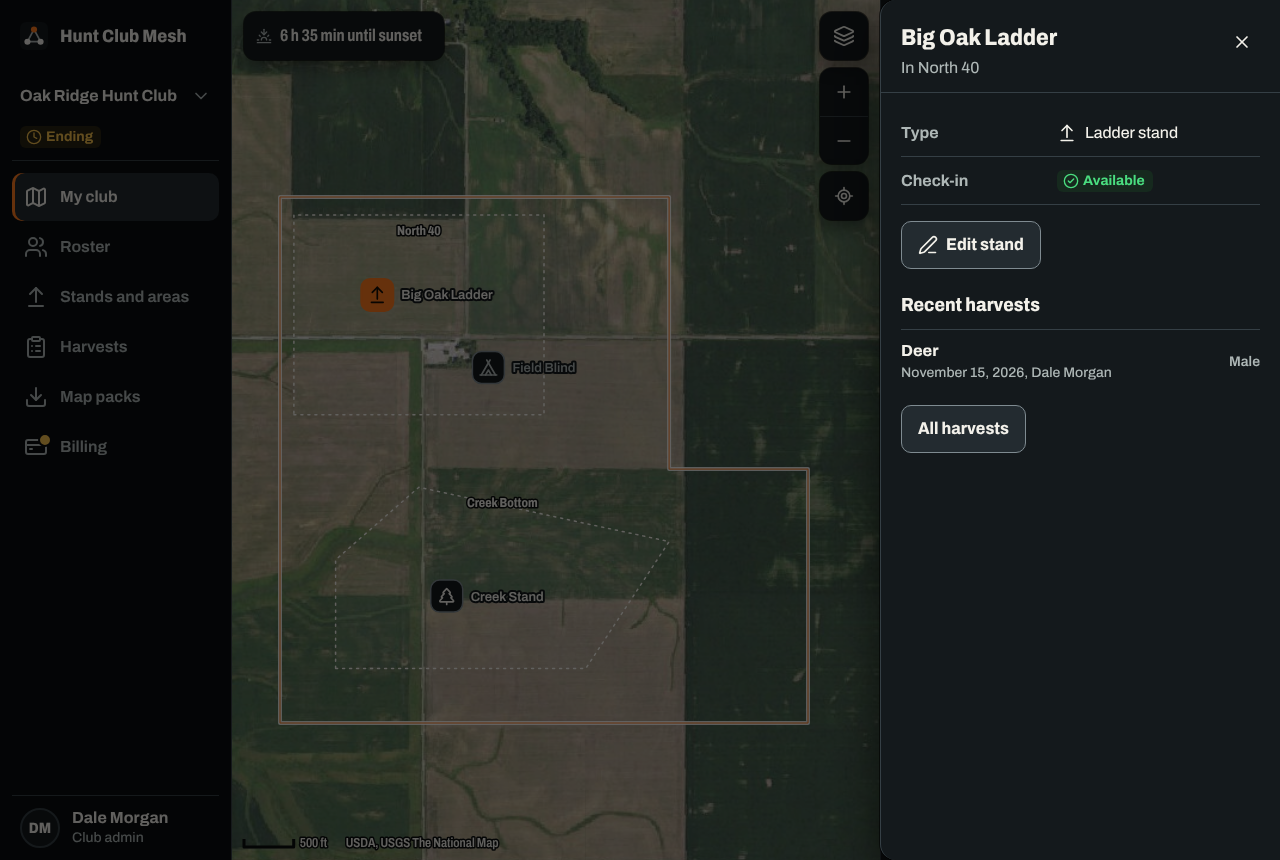 Hunt Club Mesh
Oak Ridge Hunt Club
Ending
My club
Roster
Stands and areas
Harvests
Map packs
Billing
DM
Dale Morgan
Club admin
6 h 35 min until sunset
North 40
Big Oak Ladder
Field Blind
Creek Bottom
Creek Stand
500 ft
USDA, USGS The National Map
Big Oak Ladder
In North 40
Type
Ladder stand
Check-in
Available
Edit stand
Recent harvests
Deer
November 15, 2026, Dale Morgan
Male
All harvests